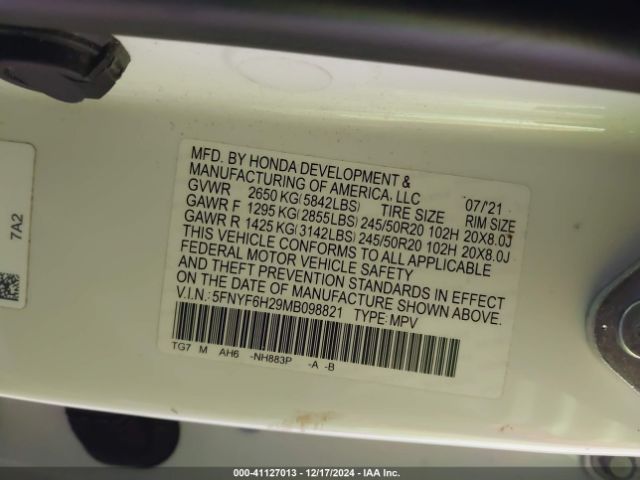 MFD. BY HONDA DEVELOPMENT &
MANUFACTURING OF AMERICA, LLC 07/'21
GVWR 2650 KG(5842LBS) TIRE SIZE RIM SIZE
GAWR F 1295 KG(2855LBS) 245/50R20 102H 20X8.0J
GAWR R 1425 KG(3142LBS) 245/50R20 102H 20X8.0J
THIS VEHICLE CONFORMS TO ALL APPLICABLE
FEDERAL MOTOR VEHICLE SAFETY
AND THEFT PREVENTION STANDARDS IN EFFECT
ON THE DATE OF MANUFACTURE SHOWN ABOVE.
V.I.N.: 5FNYF6H29MB098821 TYPE: MPV
TG7 M AH6 -NH883P -A -B
7A2
000-41127013 - 12/17/2024 - IAA Inc.